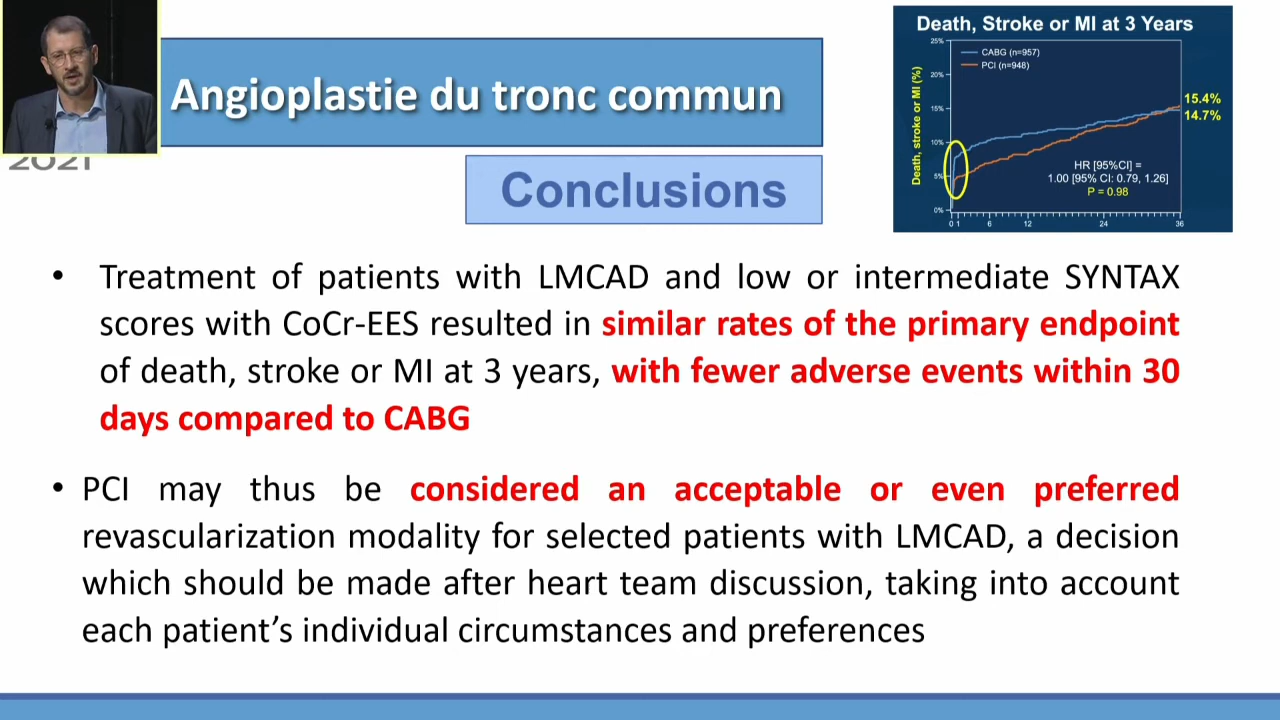 2021
Angioplastie du tronc commun
Conclusions
Death, Stroke or MI at 3 Years
25%
20%
15%
10%
5%
0%
Death, stroke or MI (%)
CABG (n=957)
PCI (n=948)
15.4%
14.7%
HR [95%CI] =
1.00 [95% CI: 0.79, 1.26]
P = 0.98
0 1 6 12 24 36
• Treatment of patients with LMCAD and low or intermediate SYNTAX
scores with CoCr-EES resulted in similar rates of the primary endpoint
of death, stroke or MI at 3 years, with fewer adverse events within 30
days compared to CABG
• PCI may thus be considered an acceptable or even preferred
revascularization modality for selected patients with LMCAD, a decision
which should be made after heart team discussion, taking into account
each patient's individual circumstances and preferences